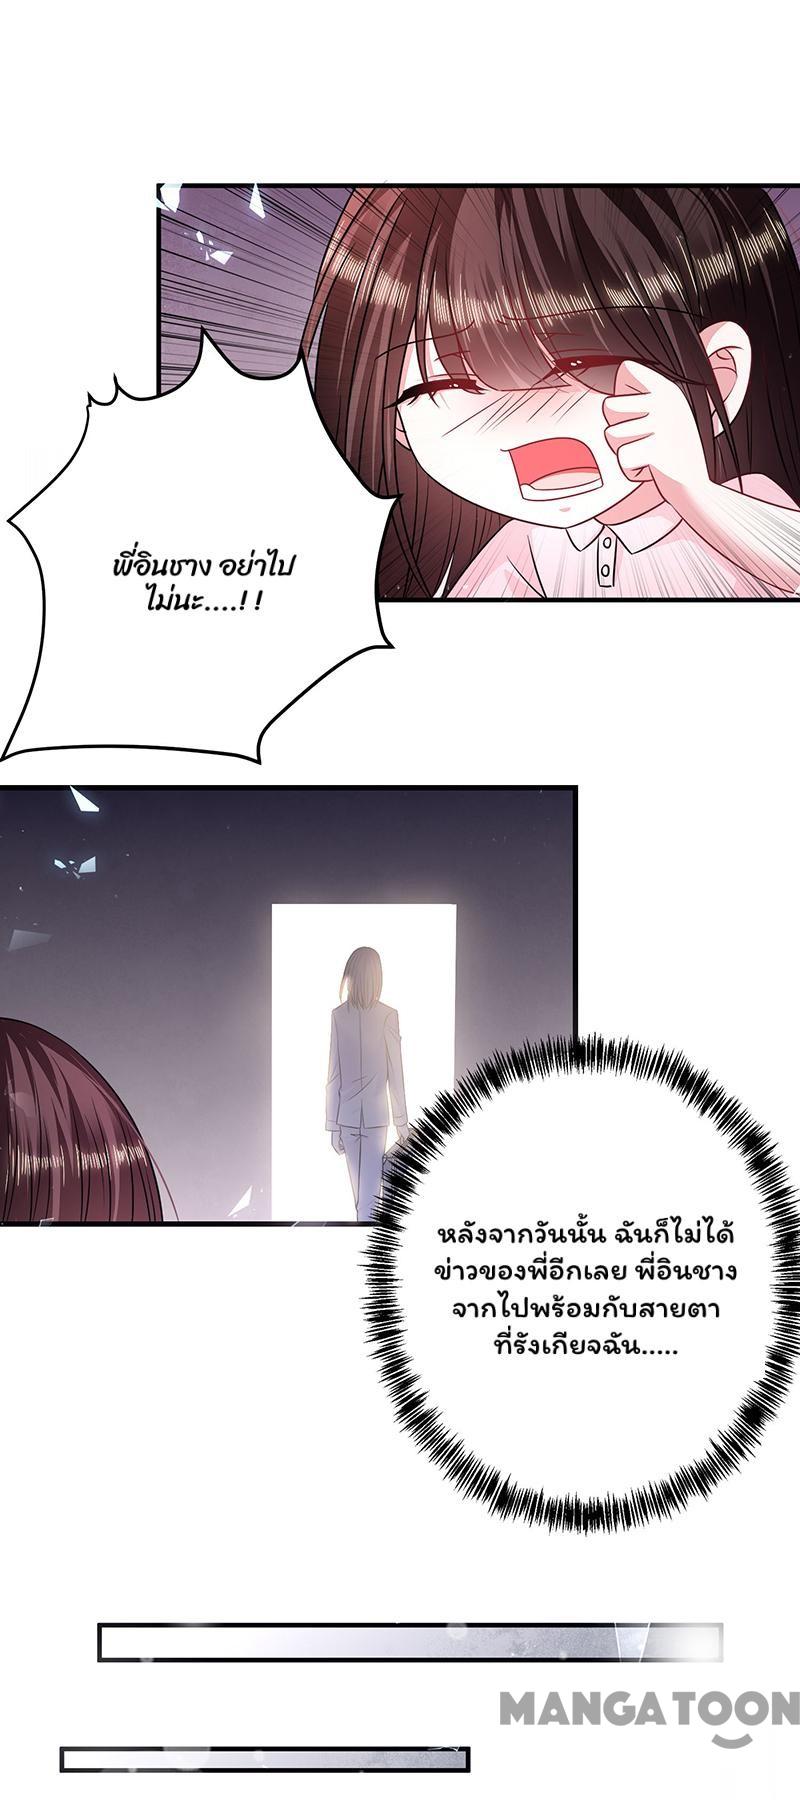 พี่อินชาง อย่าไป
ไม่นะ....!!
หลังจากวันนั้น ฉันก็ไม่ได้
ข่าวของพี่อีกเลย พี่อินชาง
จากไปพร้อมกับสายตา
ที่รังเกียจฉัน.....
MANGATOON